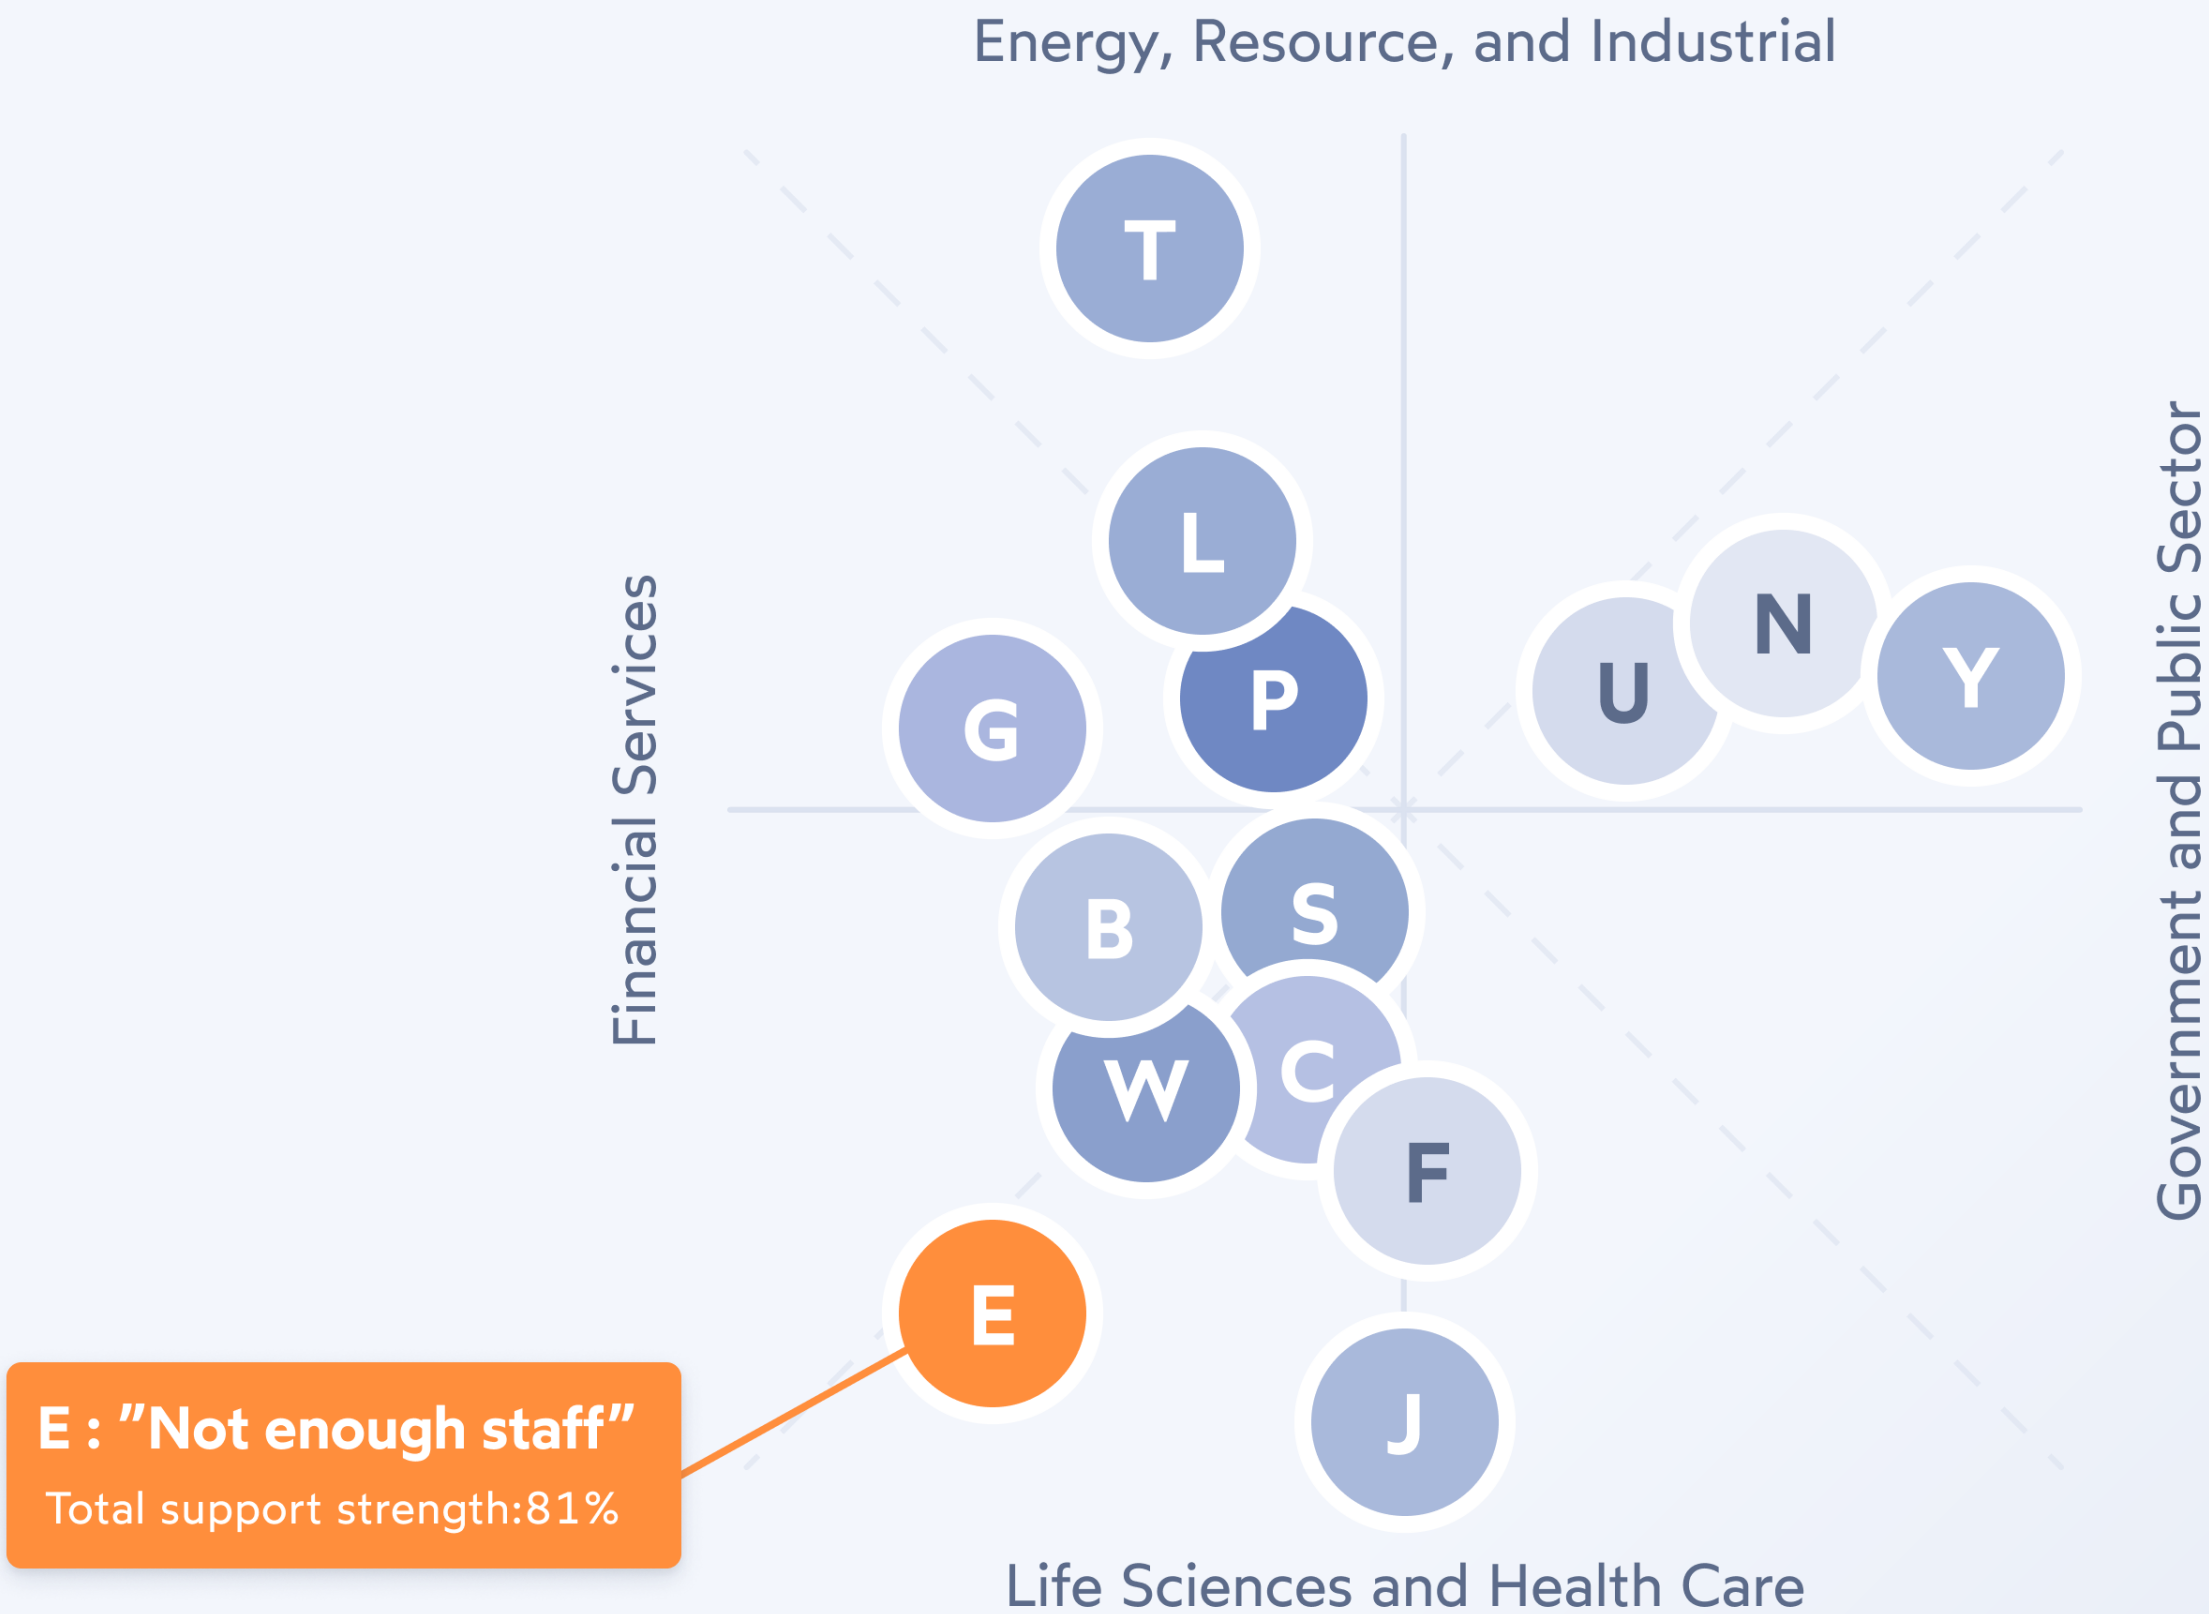 Energy, Resource, and Industrial
T
L
P
G
U
N
Y
Financial Services
Government and Public Sector
B
S
W
C
F
E
J
E : ”Not enough staff”
Total support strength:81%
Life Sciences and Health Care